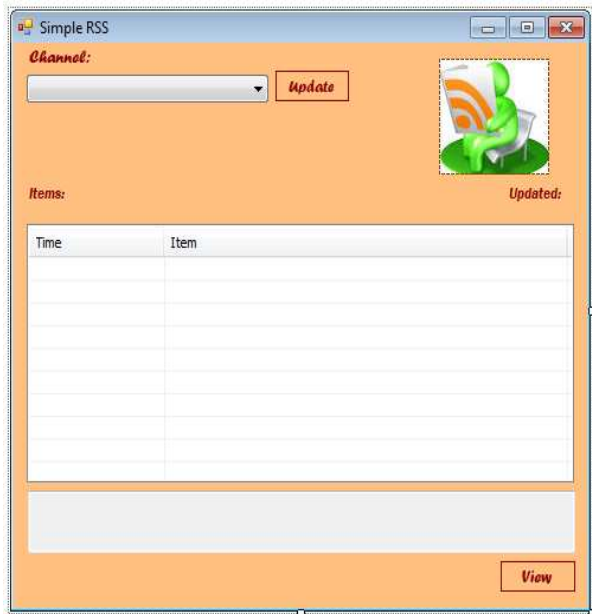 Simple RSS
Channel:
Update
Items:
Updated:
Time Item
View